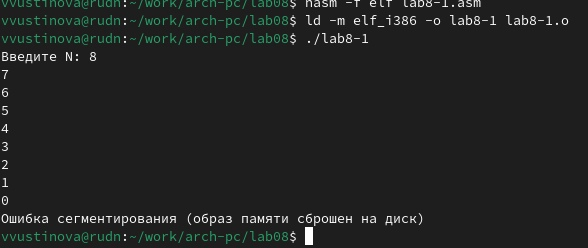 vvustinova@rudn:~/work/arch-pc/lab08$ nasm -f elf lab8-1.asm
vvustinova@rudn:~/work/arch-pc/lab08$ ld -m elf_i386 -o lab8-1 lab8-1.o
vvustinova@rudn:~/work/arch-pc/lab08$ ./lab8-1
Введите N: 8
7
6
5
4
3
2
1
0
Ошибка сегментирования (образ памяти сброшен на диск)
vvustinova@rudn:~/work/arch-pc/lab08$